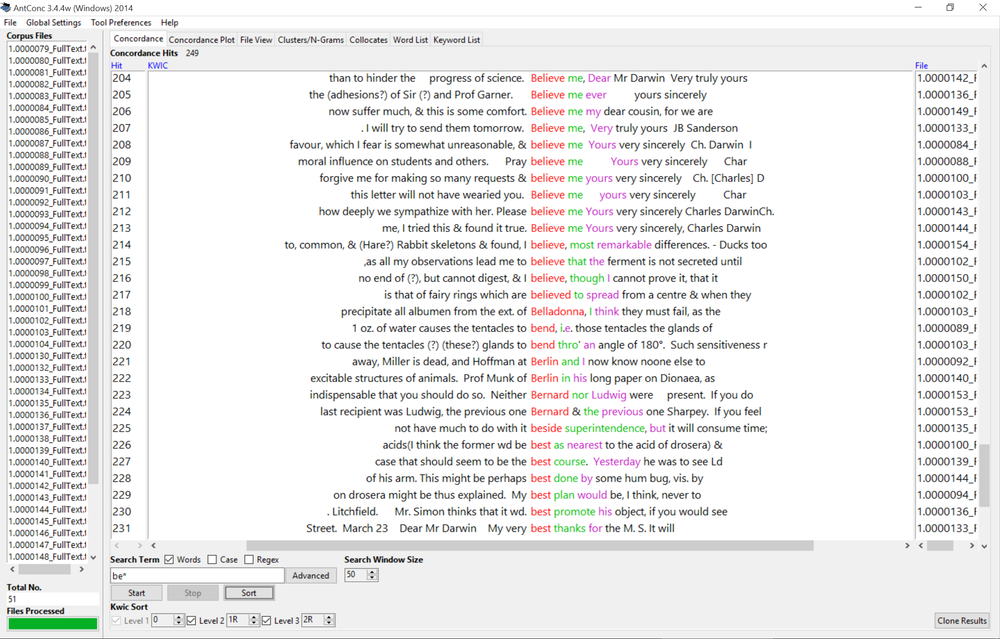 AntConc 3.4.4w (Windows) 2014
File Global Settings Tool Preferences Help
Corpus Files
1.0000079_FullText.t
1.0000080_FullText.t
1.0000081_FullText.t
1.0000082_FullText.t
1.0000083_FullText.t
1.0000084_FullText.t
1.0000085_FullText.t
1.0000086_FullText.t
1.0000087_FullText.t
1.0000088_FullText.t
1.0000089_FullText.t
1.0000090_FullText.t
1.0000091_FullText.t
1.0000092_FullText.t
1.0000093_FullText.t
1.0000094_FullText.t
1.0000095_FullText.t
1.0000096_FullText.t
1.0000097_FullText.t
1.0000098_FullText.t
1.0000099_FullText.t
1.0000100_FullText.t
1.0000101_FullText.t
1.0000102_FullText.t
1.0000103_FullText.t
1.0000104_FullText.t
1.0000130_FullText.t
1.0000132_FullText.t
1.0000133_FullText.t
1.0000134_FullText.t
1.0000135_FullText.t
1.0000136_FullText.t
1.0000137_FullText.t
1.0000138_FullText.t
1.0000139_FullText.t
1.0000140_FullText.t
1.0000141_FullText.t
1.0000142_FullText.t
1.0000143_FullText.t
1.0000144_FullText.t
1.0000145_FullText.t
1.0000146_FullText.t
1.0000147_FullText.t
1.0000148_FullText.t
Total No.
51
Files Processed
Concordance Concordance Plot File View Clusters/N-Grams Collocates Word List Keyword List
Concordance Hits 249
Hit KWIC File
204 than to hinder the progress of science. Believe me, Dear Mr Darwin Very truly yours 1.0000142_F
205 the (adhesions?) of Sir (?) and Prof Garner. Believe me ever yours sincerely 1.0000136_F
206 now suffer much, & this is some comfort. Believe me my dear cousin, for we are 1.0000149_F
207 . I will try to send them tomorrow. Believe me, Very truly yours JB Sanderson 1.0000133_F
208 favour, which I fear is somewhat unreasonable, & believe me Yours very sincerely Ch. Darwin I 1.0000084_F
209 moral influence on students and others. Pray believe me Yours very sincerely Char 1.0000088_F
210 forgive me for making so many requests & believe me yours very sincerely Ch. [Charles] D 1.0000100_F
211 this letter will not have wearied you. Believe me yours very sincerely Char 1.0000103_F
212 how deeply we sympathize with her. Please believe me Yours very sincerely Charles DarwinCh. 1.0000143_F
213 me, I tried this & found it true. Believe me Yours very sincerely, Charles Darwin 1.0000144_F
214 to, common, & (Hare?) Rabbit skeletons & found, I believe, most remarkable differences. - Ducks too 1.0000154_F
215 ,as all my observations lead me to believe that the ferment is not secreted until 1.0000102_F
216 no end of (?), but cannot digest, & I believe, though I cannot prove it, that it 1.0000150_F
217 is that of fairy rings which are believed to spread from a centre & when they 1.0000102_F
218 precipitate all albumen from the ext. of Belladonna, I think they must fail, as the 1.0000103_F
219 1 oz. of water causes the tentacles to bend, i.e. those tentacles the glands of 1.0000089_F
220 to cause the tentacles (?) (these?) glands to bend thro' an angle of 180°. Such sensitiveness r 1.0000103_F
221 away, Miller is dead, and Hoffman at Berlin and I now know noone else to 1.0000092_F
222 excitable structures of animals. Prof Munk of Berlin in his long paper on Dionaea, as 1.0000140_F
223 indispensable that you should do so. Neither Bernard nor Ludwig were present. If you do 1.0000153_F
224 last recipient was Ludwig, the previous one Bernard & the previous one Sharpey. If you feel 1.0000153_F
225 not have much to do with it beside superintendence, but it will consume time; 1.0000135_F
226 acids(I think the former wd be best as nearest to the acid of drosera) & 1.0000100_F
227 case that should seem to be the best course. Yesterday he was to see Ld 1.0000139_F
228 of his arm. This might be perhaps best done by some hum bug, vis. by 1.0000144_F
229 on drosera might be thus explained. My best plan would be, I think, never to 1.0000094_F
230 . Litchfield. Mr. Simon thinks that it wd. best promote his object, if you would see 1.0000136_F
231 Street. March 23 Dear Mr Darwin My very best thanks for the M. S. It will 1.0000133_F
Search Term Words Case Regex Search Window Size
be* Advanced 50
Start Stop Sort
Kwic Sort
Level 1 0 Level 2 1R Level 3 2R Clone Results